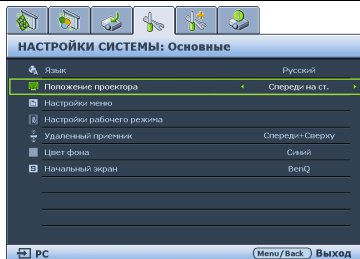 НАСТРОЙКИ СИСТЕМЫ: Основные
Язык Русский
Положение проектора Спереди на ст.
Настройки меню
Настройки рабочего режима
Удаленный приемник Спереди+Сверху
Цвет фона Синий
Начальный экран BenQ
PC Menu/Back Выход